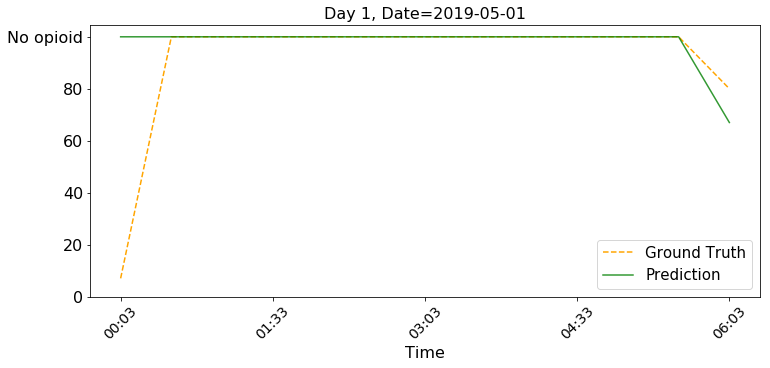 Day 1, Date=2019-05-01
No opioid
80
60
40
20
0
Ground Truth
Prediction
00:03
01:33
03:03
04:33
06:03
Time